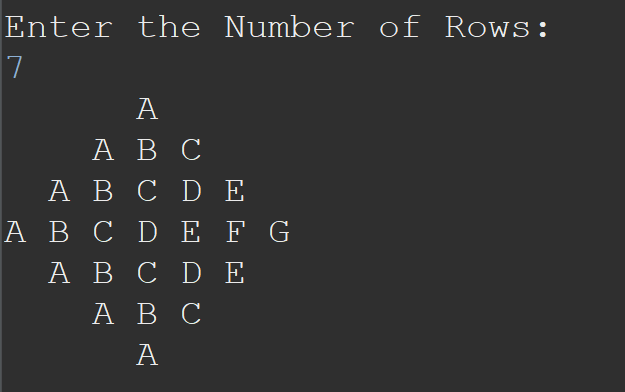 Enter the Number of Rows:
7
A
A B C
A B C D E
A B C D E F G
A B C D E
A B C
A